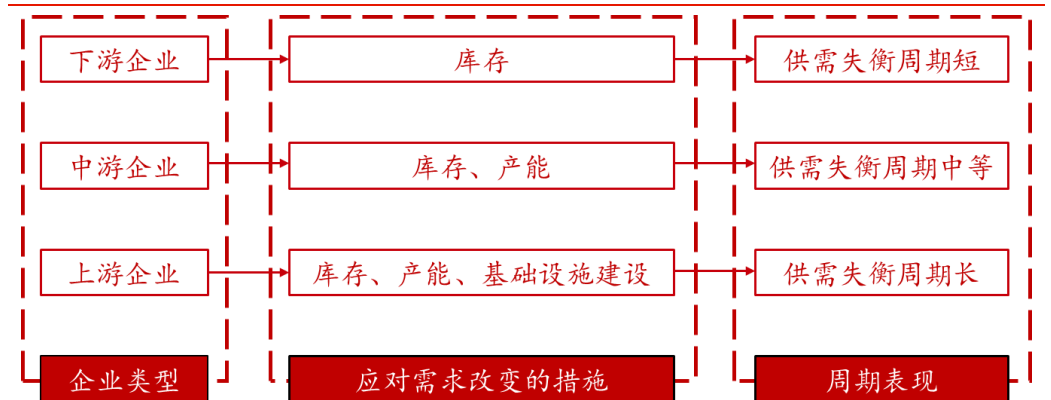 下游企业
库存
供需失衡周期短
中游企业
库存、产能
供需失衡周期中等
上游企业
库存、产能、基础设施建设
供需失衡周期长
企业类型
应对需求改变的措施
周期表现